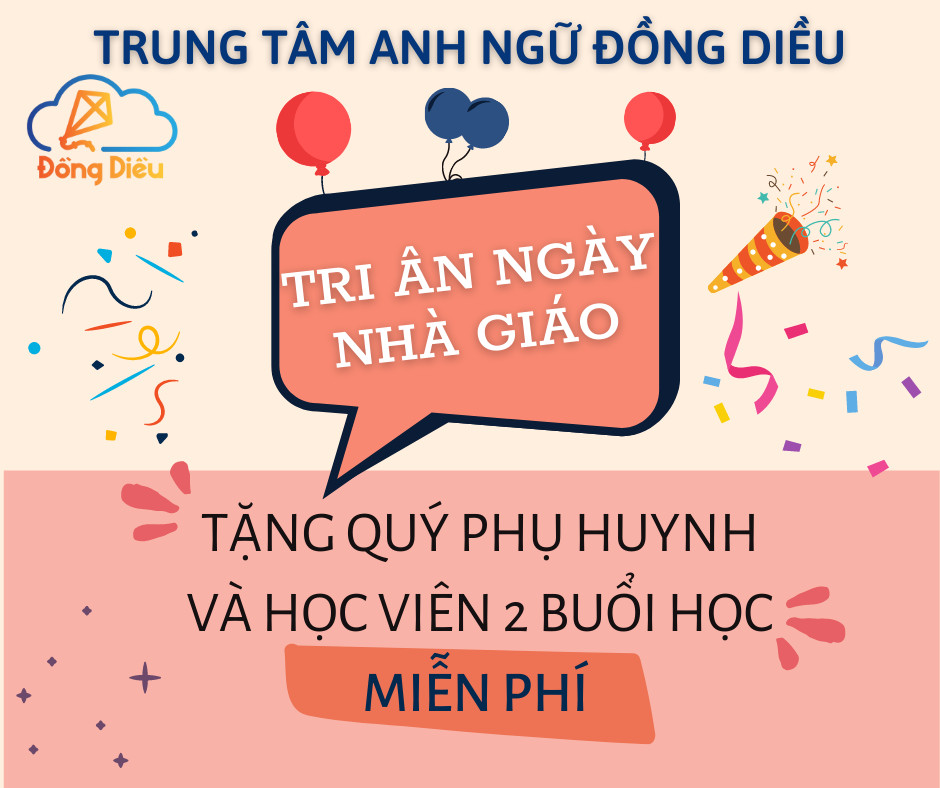 TRUNG TÂM ANH NGỮ ĐỒNG DIỀU
Đồng Diều
TRI ÂN NGÀY
NHÀ GIÁO
TẶNG QUÝ PHỤ HUYNH
VÀ HỌC VIÊN 2 BUỔI HỌC
MIỄN PHÍ